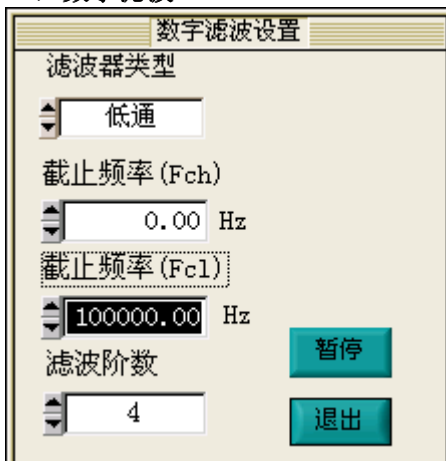 数字滤波设置
滤波器类型
低通
截止频率(Fch)
0.00 Hz
截止频率(Fcl)
100000.00 Hz
滤波阶数
暂停
4
退出